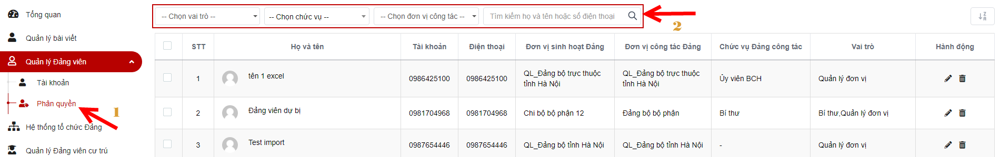 Tổng quan
Quản lý bài viết
Quản lý Đảng viên
Tài khoản
Phân quyền
1
Hệ thống tổ chức Đảng
Quản lý Đảng viên cư trú
-- Chọn vai trò --
-- Chọn chức vụ --
-- Chọn đơn vị công tác --
Tìm kiếm họ và tên hoặc số điện thoại
2
Z
A
STT
Họ và tên
Tài khoản
Điện thoại
Đơn vị sinh hoạt Đảng
Đơn vị công tác Đảng
Chức vụ Đảng công tác
Vai trò
Hành động
1
tên 1 excel
0986425100
0986425100
QL_Đảng bộ trực thuộc
tỉnh Hà Nội
QL_Đảng bộ trực thuộc
tỉnh Hà Nội
Ủy viên BCH
Quản lý đơn vị
2
Đảng viên dự bị
0981704968
0981704968
Chi bộ bộ phận 12
Đảng bộ bộ phận
Bí thư
Bí thư,Quản lý đơn vị
3
Test import
0987654446
0987654446
QL_Đảng bộ tỉnh Hà Nội
QL_Đảng bộ tỉnh Hà Nội
-
Quản lý đơn vị